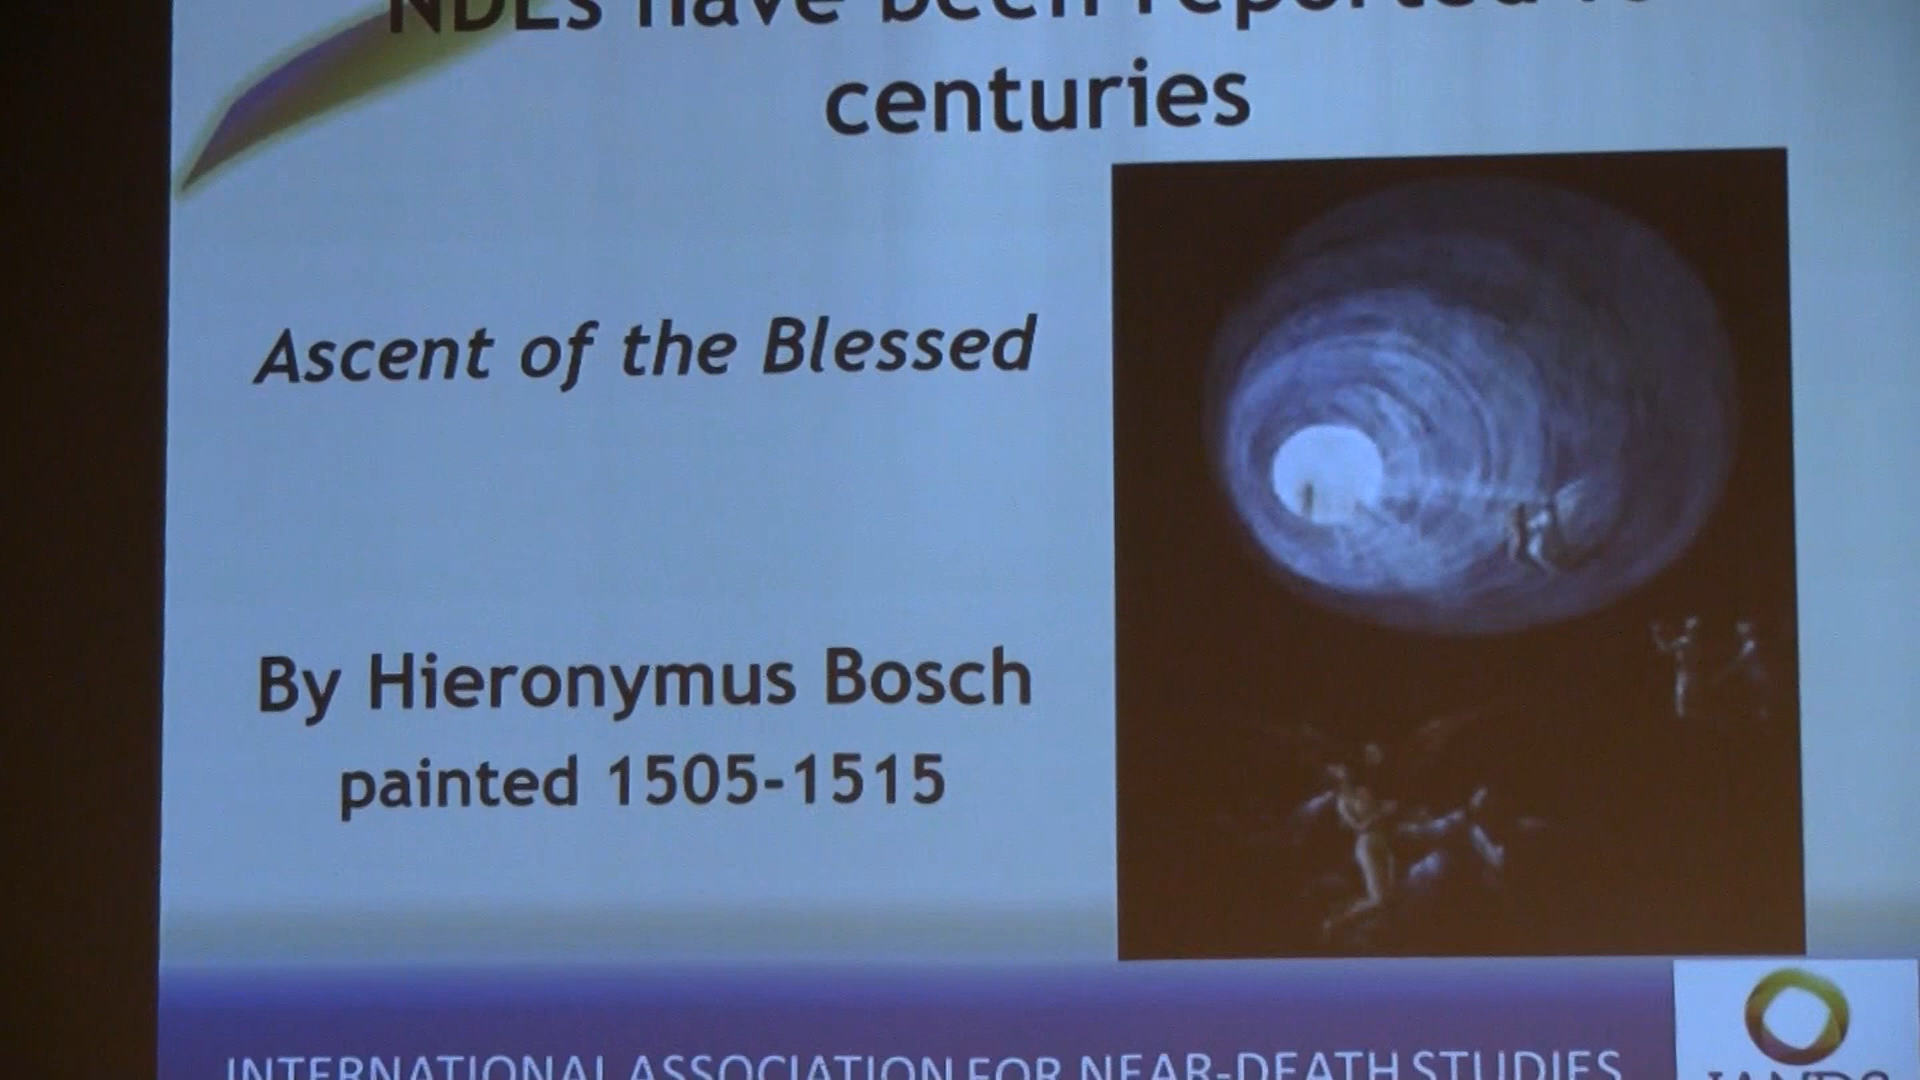 NDEs have been reported
centuries
Ascent of the Blessed
By Hieronymus Bosch
painted 1505-1515
INTERNATIONAL ASSOCIATION FOR NEAR-DEATH STUDIES
IANDS